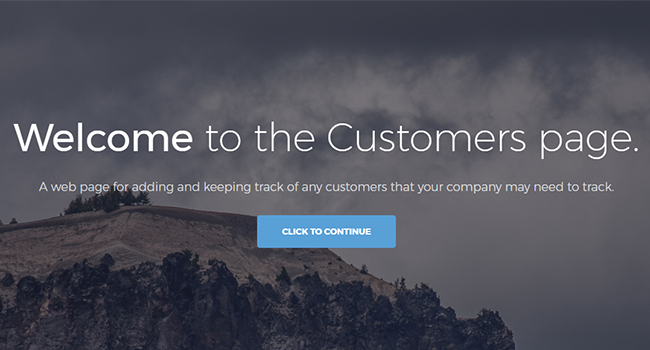 Welcome to the Customers page.
A web page for adding and keeping track of any customers that your company may need to track.
CLICK TO CONTINUE